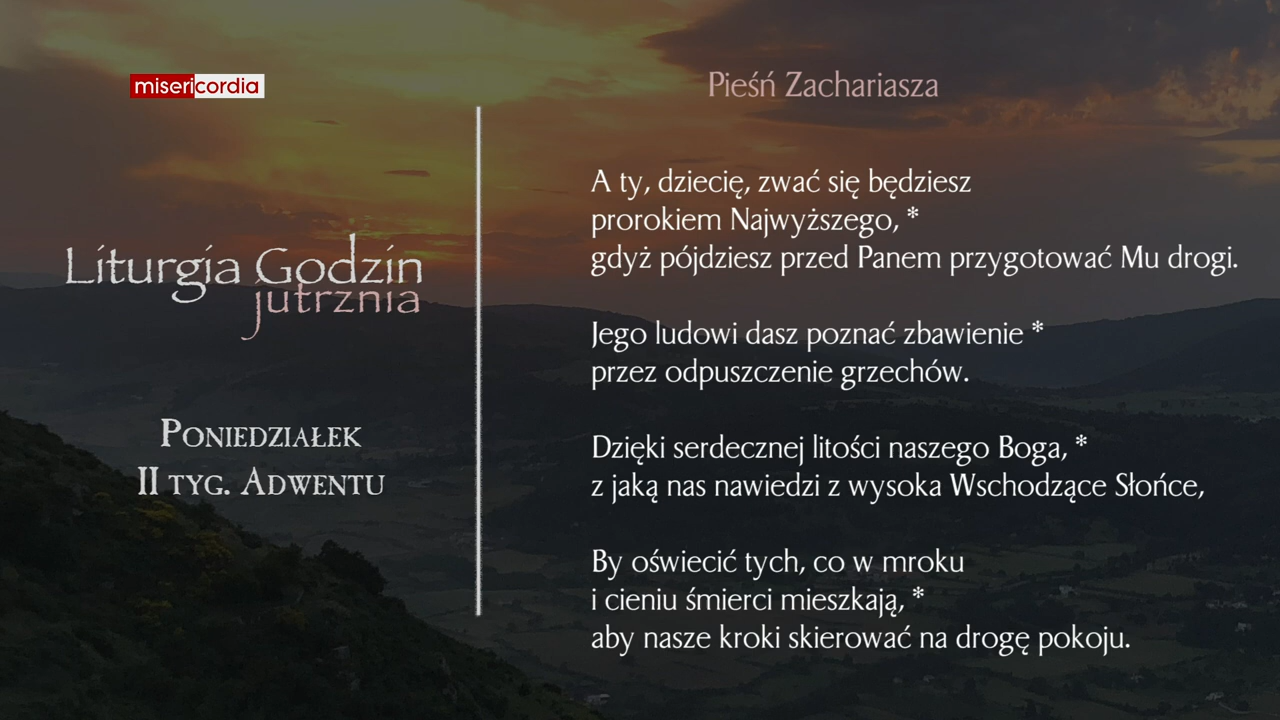 misericordia
Liturgia Godzin
jutrznia
Poniedziałek
II tyg. Adwentu
Pieśń Zachariasza
A ty, dziecię, zwać się będziesz
prorokiem Najwyższego, *
gdyż pójdziesz przed Panem przygotować Mu drogi.
Jego ludowi dasz poznać zbawienie *
przez odpuszczenie grzechów.
Dzięki serdecznej litości naszego Boga, *
z jaką nas nawiedzi z wysoka Wschodzące Słońce,
By oświecić tych, co w mroku
i cieniu śmierci mieszkają, *
aby nasze kroki skierować na drogę pokoju.